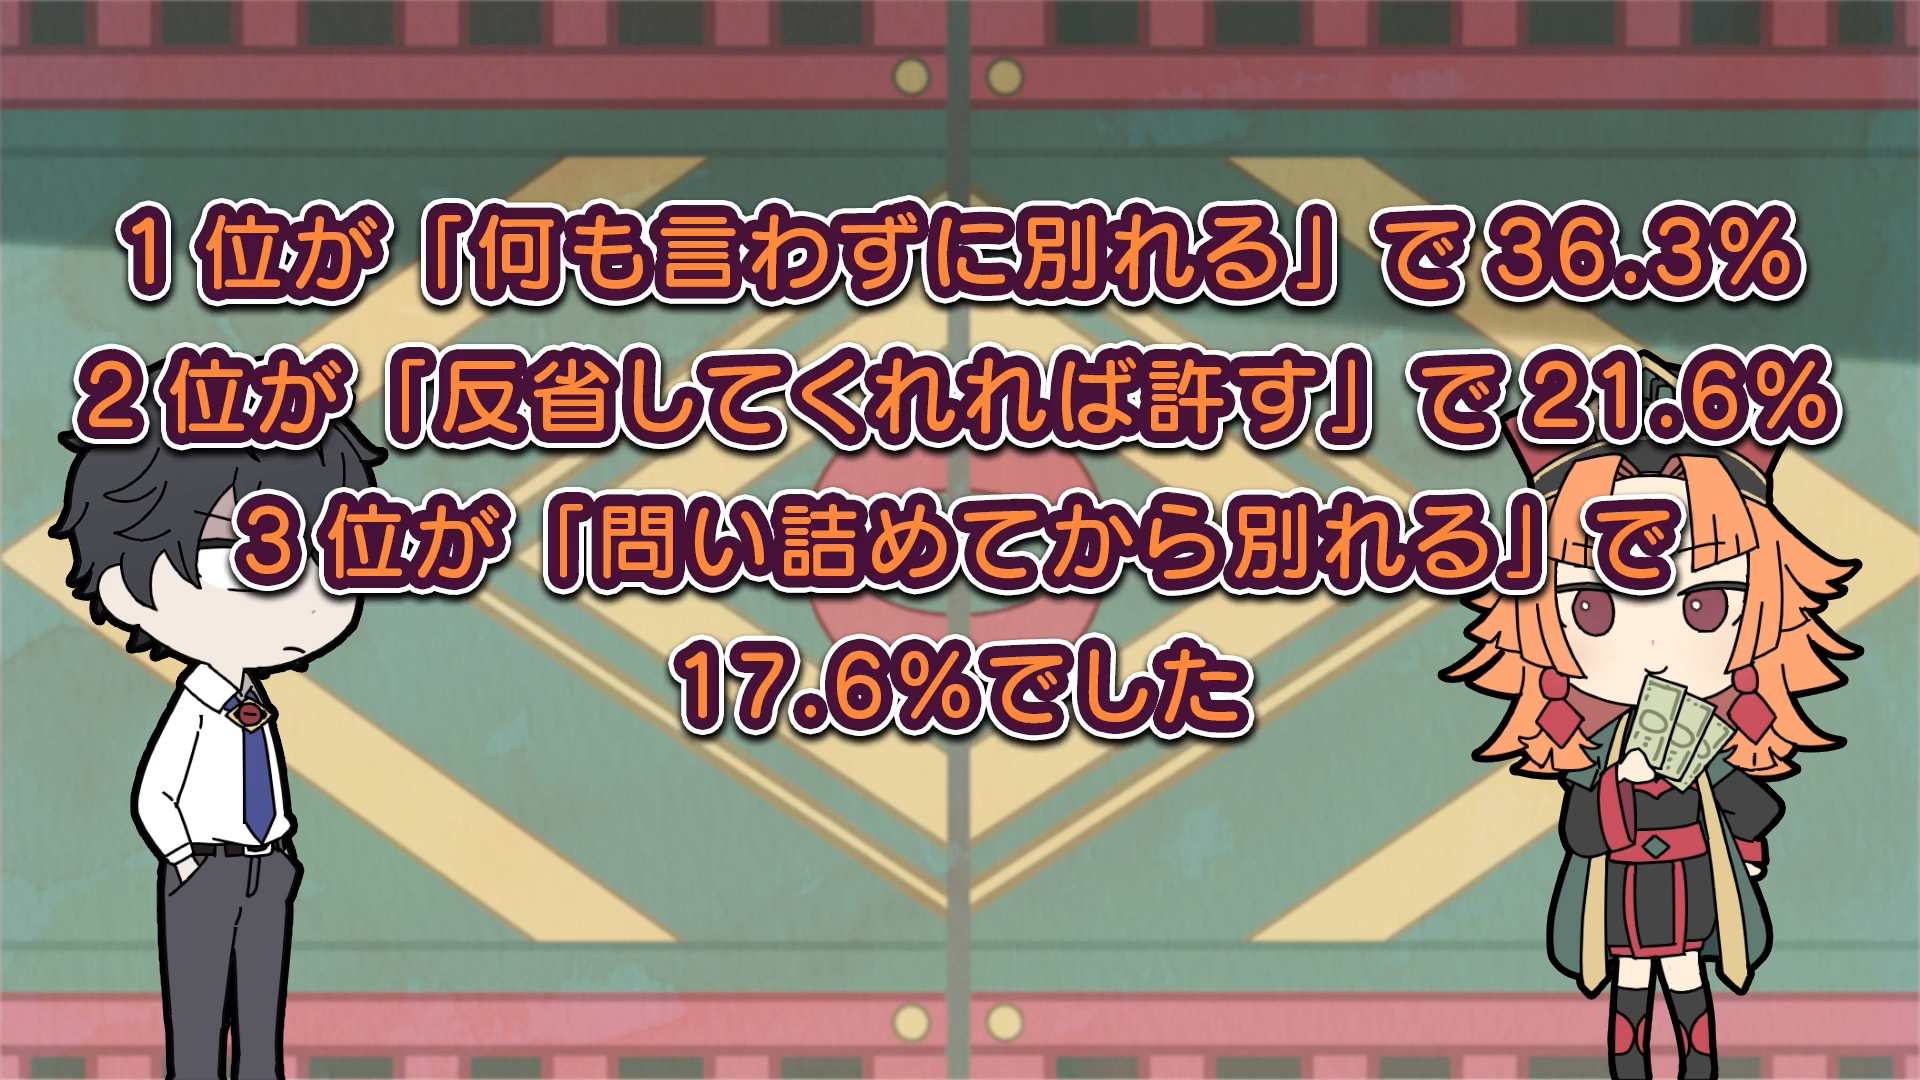 1位が「何も言わずに別れる」で36.3%
2位が「反省してくれれば許す」で21.6%
3位が「問い詰めてから別れる」で
17.6%でした